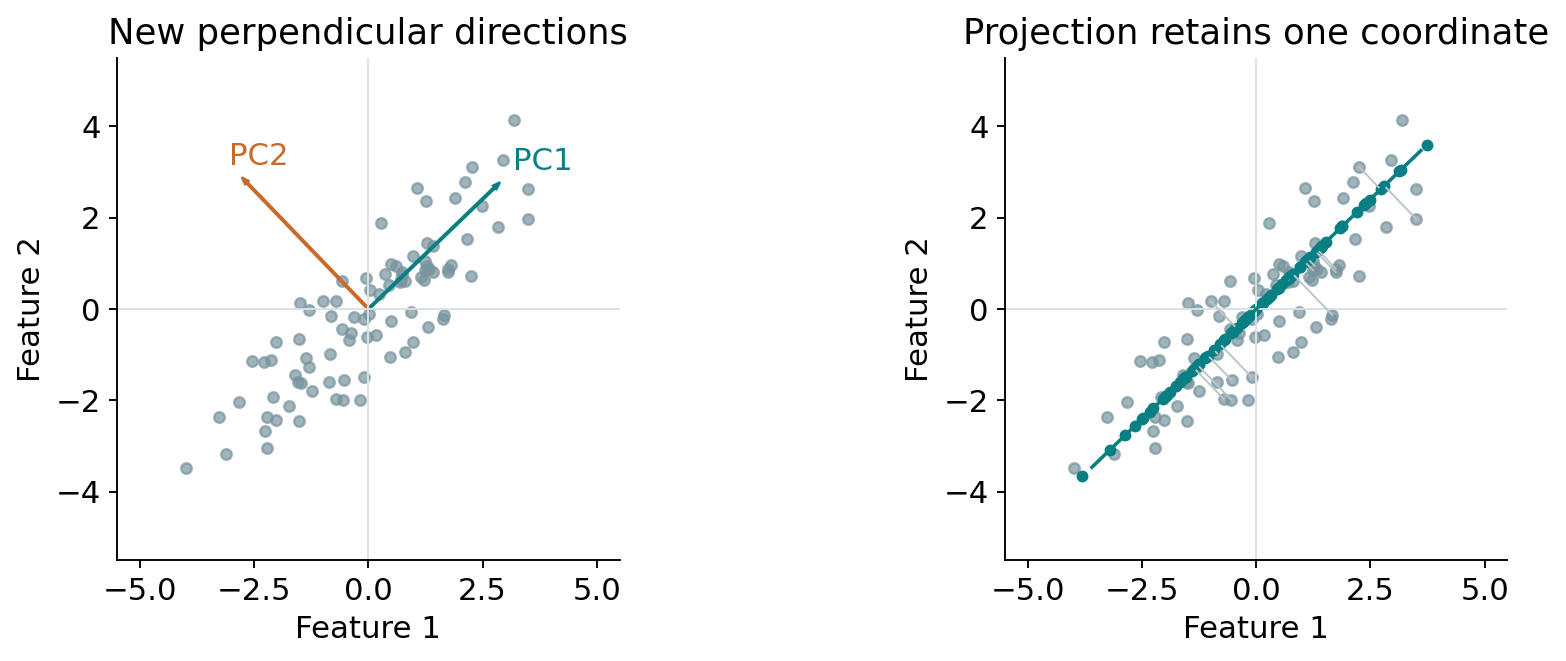 New perpendicular directions
4
2
0
−2
−4
Feature 2
PC2
PC1
−5.0 −2.5 0.0 2.5 5.0
Feature 1
Projection retains one coordinate
4
2
0
−2
−4
Feature 2
−5.0 −2.5 0.0 2.5 5.0
Feature 1